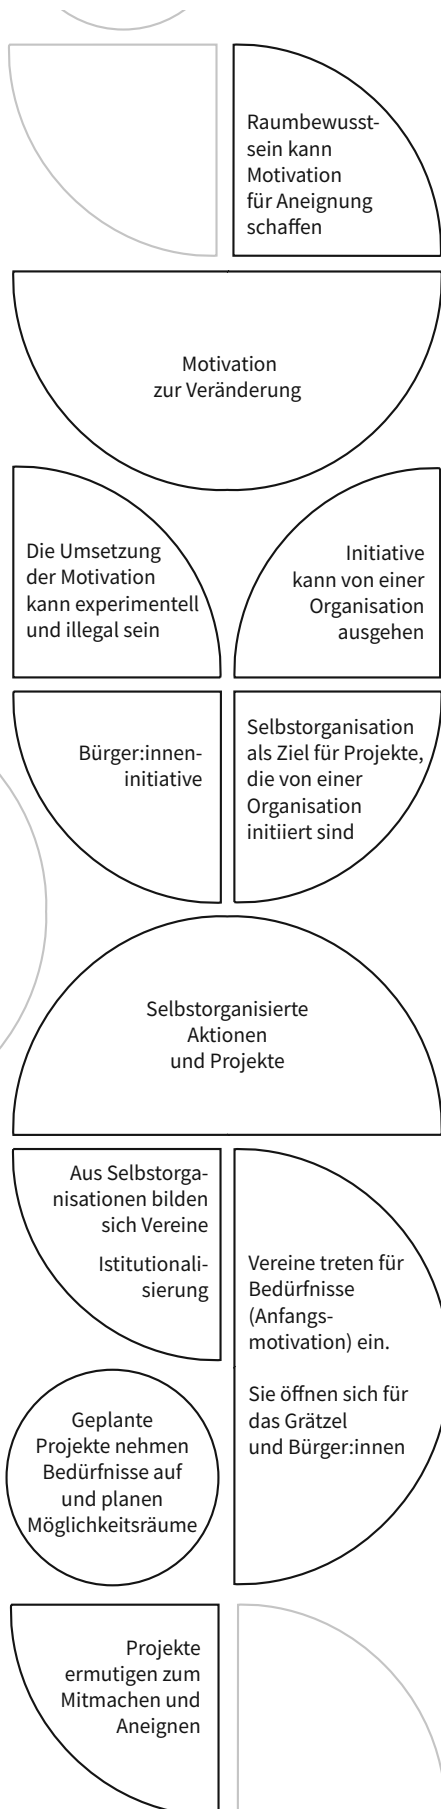 Raumbewusst-
sein kann
Motivation
für Aneignung
schaffen
Motivation
zur Veränderung
Die Umsetzung
der Motivation
kann experimentell
und illegal sein
Initiative
kann von einer
Organisation
ausgehen
Bürger:innen-
initiative
Selbstorganisation
als Ziel für Projekte,
die von einer
Organisation
initiiert sind
Selbstorganisierte
Aktionen
und Projekte
Aus Selbstorga-
nisationen bilden
sich Vereine
Istitutionali-
sierung
Vereine treten für
Bedürfnisse
(Anfangs-
motivation) ein.
Sie öffnen sich für
das Grätzel
und Bürger:innen
Geplante
Projekte nehmen
Bedürfnisse auf
und planen
Möglichkeitsräume
Projekte
ermutigen zum
Mitmachen und
Aneignen